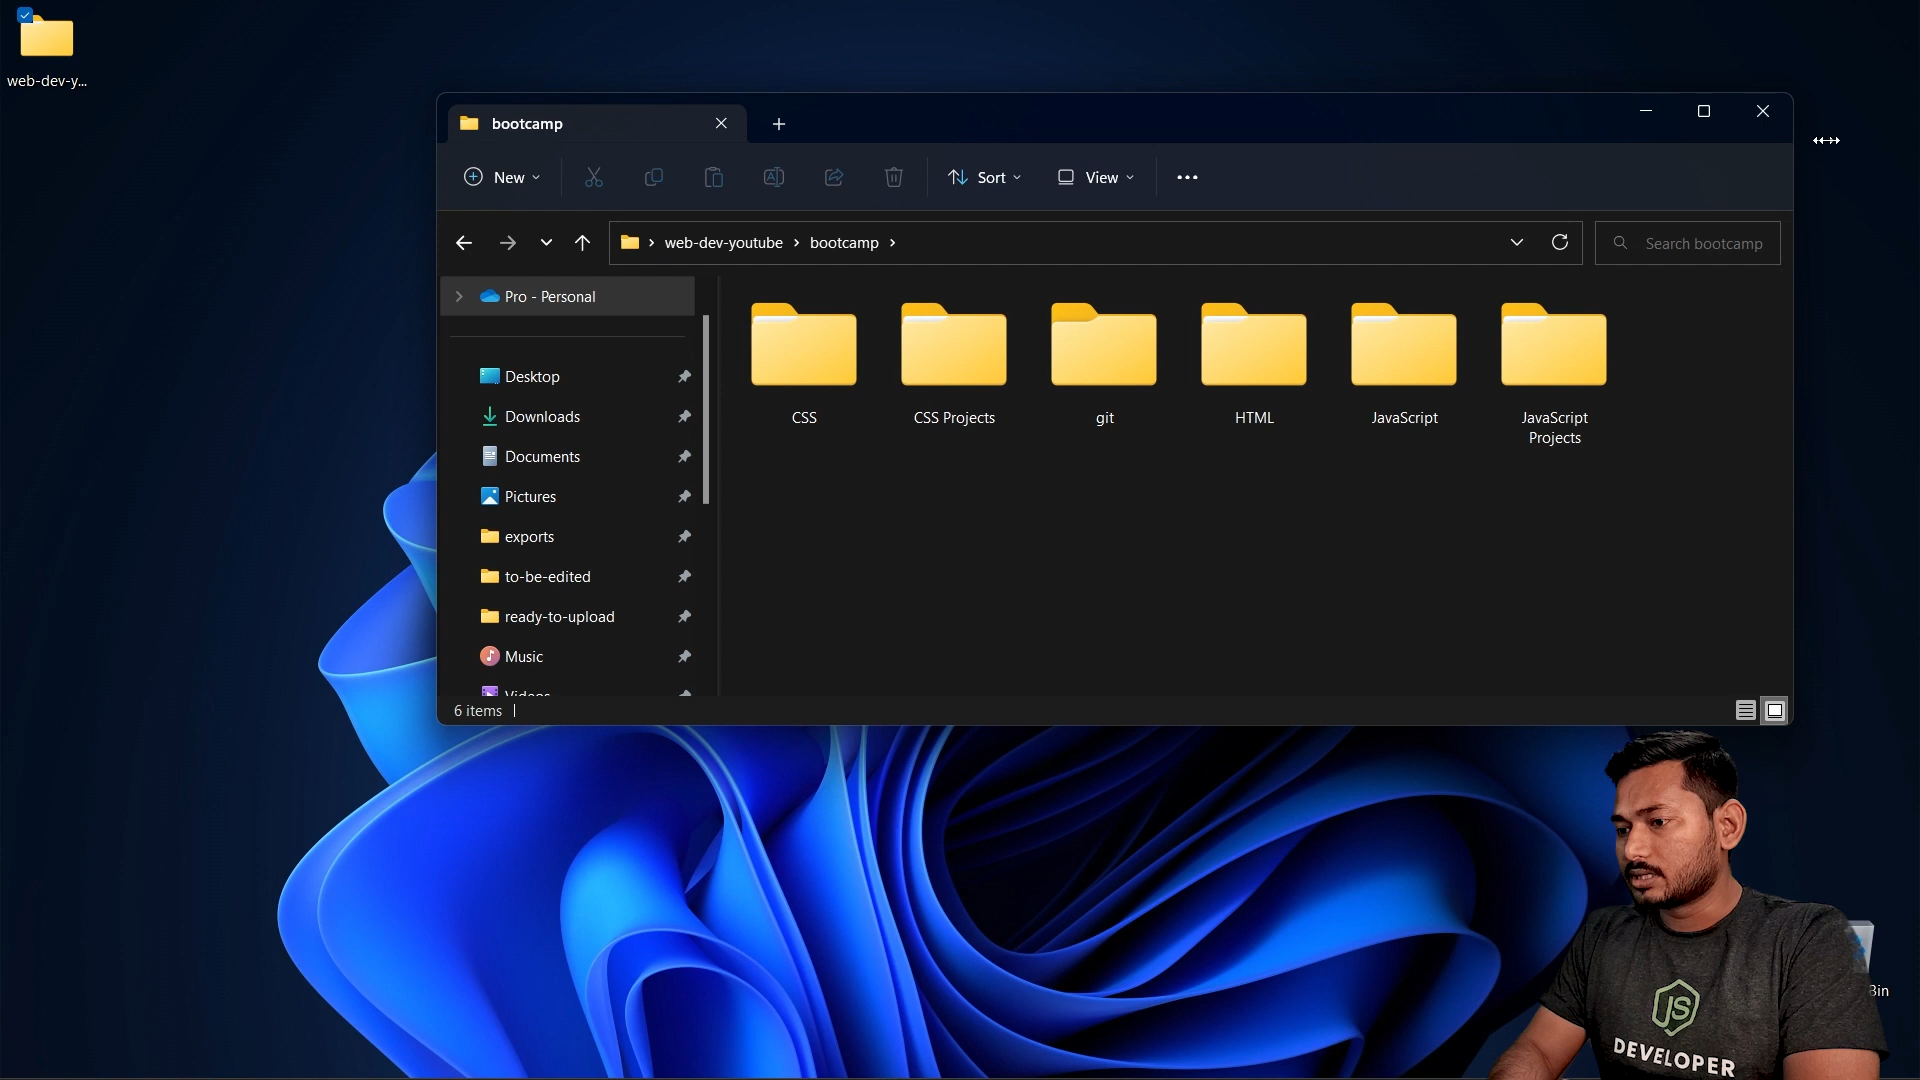 web-dev-y...
bootcamp
New
Sort
View
web-dev-youtube
bootcamp
Search bootcamp
Pro - Personal
Desktop
Downloads
Documents
Pictures
exports
to-be-edited
ready-to-upload
Music
Videos
CSS
CSS Projects
git
HTML
JavaScript
JavaScript
Projects
6 items
Bin
JS
DEVELOPER